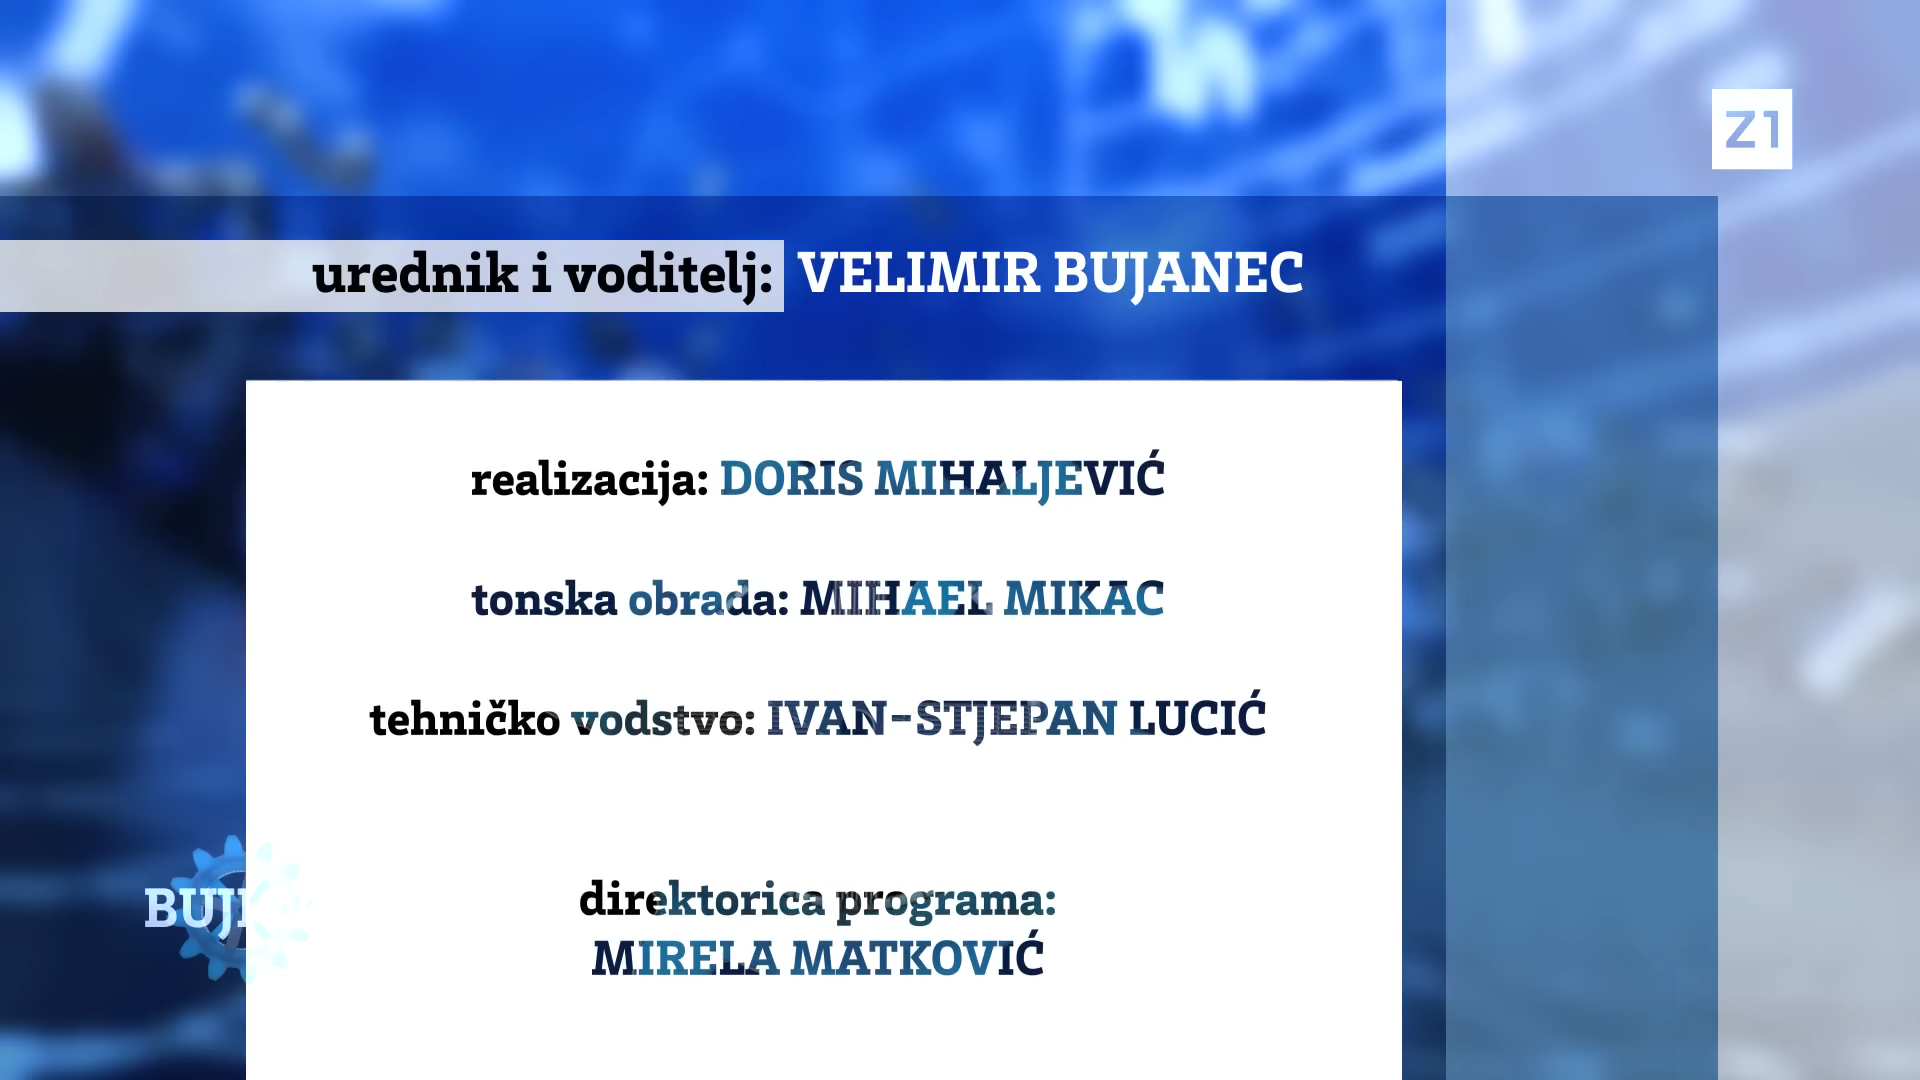 Z1
urednik i voditelj: VELIMIR BUJANEC
realizacija: DORIS MIHALJEVIĆ
tonska obrada: MIHAEL MIKAC
tehničko vodstvo: IVAN-STJEPAN LUCIĆ
direktorica programa:
MIRELA MATKOVIĆ